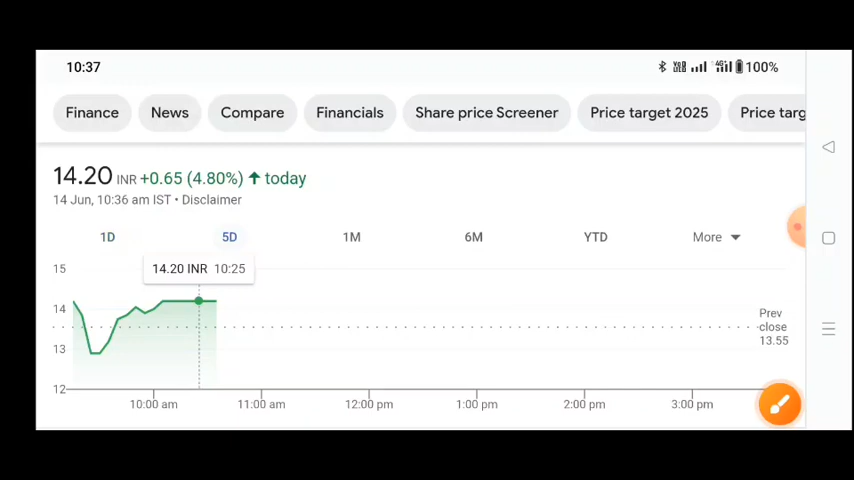 10:37
100%
Finance
News
Compare
Financials
Share price Screener
Price target 2025
Price targ
14.20 INR +0.65 (4.80%) ↑ today
14 Jun, 10:36 am IST • Disclaimer
1D
5D
1M
6M
YTD
More
14.20 INR 10:25
15
14
13
12
Prev
close
13.55
10:00 am
11:00 am
12:00 pm
1:00 pm
2:00 pm
3:00 pm